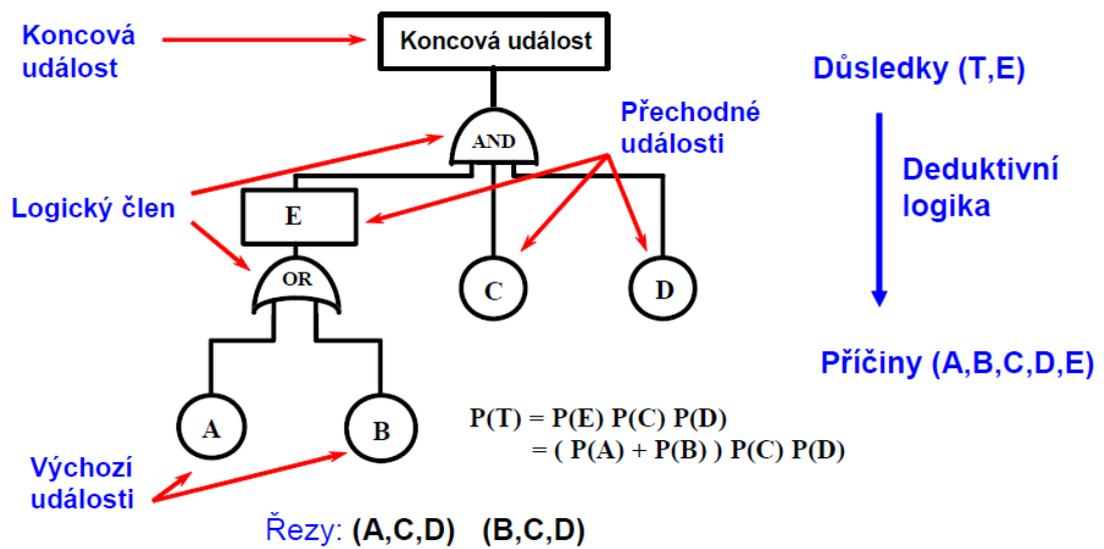 Koncová
událost
Koncová událost
Důsledky (T,E)
Přechodné
události
AND
Deduktivní
logika
Logický člen
E
OR
C
D
Příčiny (A,B,C,D,E)
A
B
P(T) = P(E) P(C) P(D)
= ( P(A) + P(B) ) P(C) P(D)
Výchozí
události
Řezy: (A,C,D) (B,C,D)